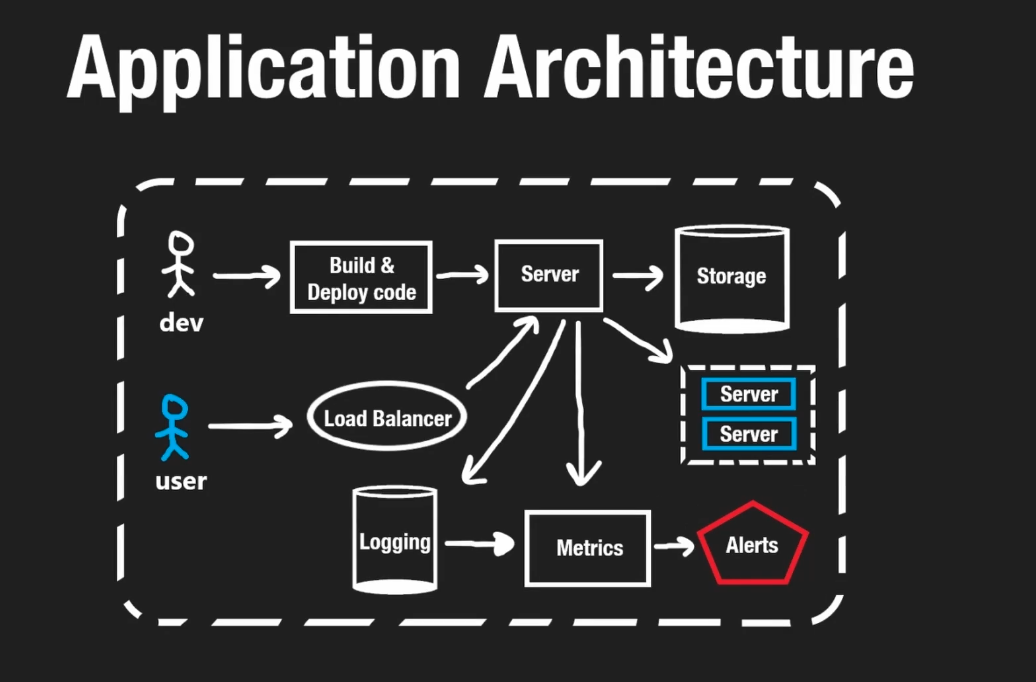 Application Architecture
Build &
Deploy code
Server
Storage
dev
Load Balancer
Server
Server
user
Logging
Metrics
Alerts